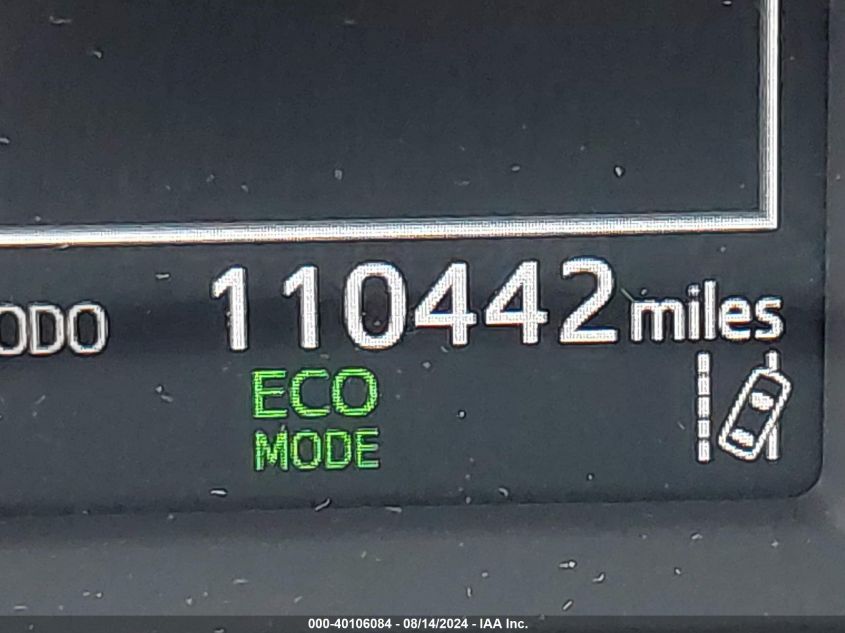 ODO 110442 miles
ECO
MODE
000-40106084 - 08/14/2024 - IAA Inc.